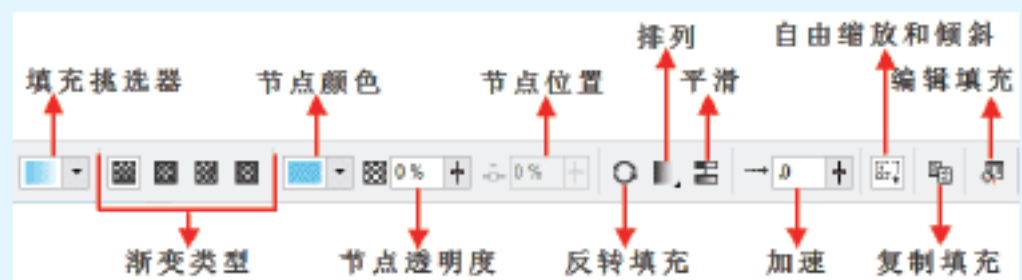 排列 自由缩放和倾斜
填充挑选器 节点颜色 节点位置 平滑 编辑填充
0 % 0 % .0
渐变类型 节点透明度 反转填充 加速 复制填充